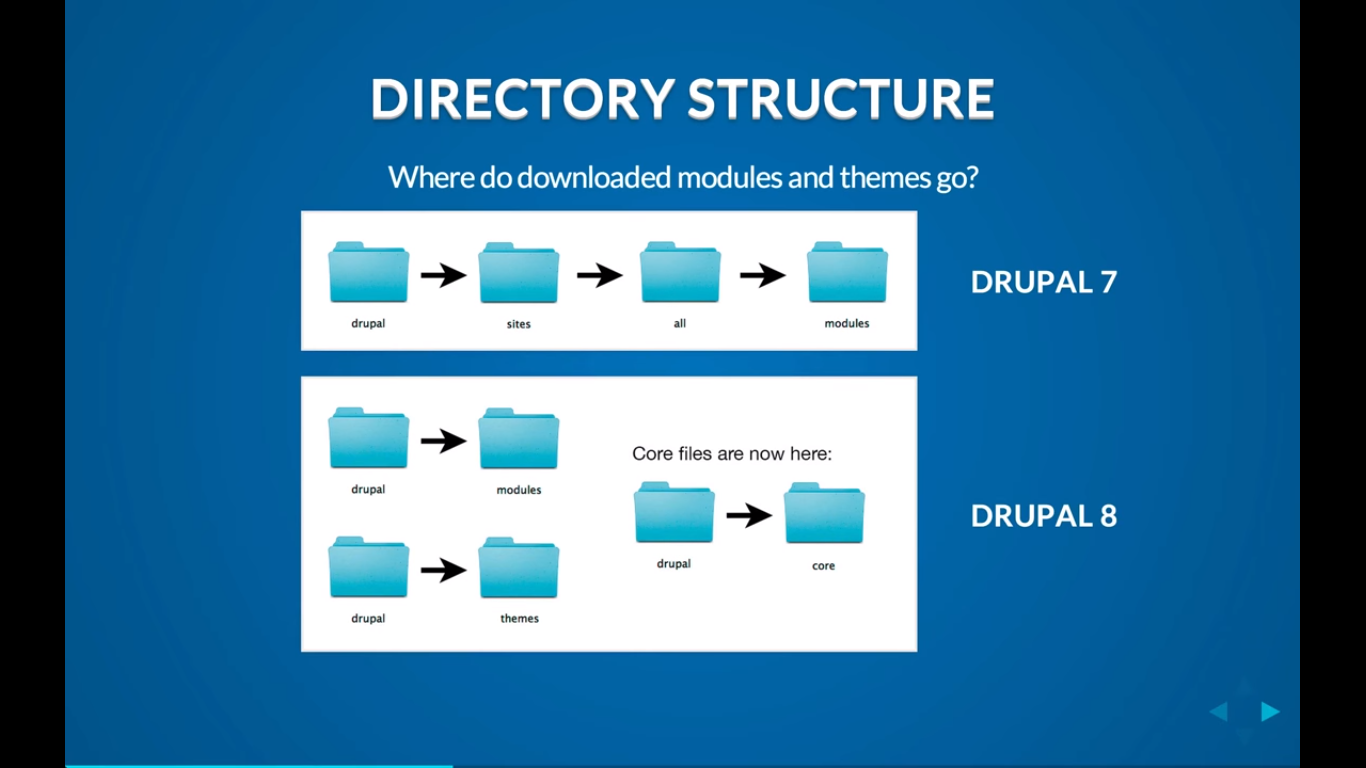 DIRECTORY STRUCTURE
Where do downloaded modules and themes go?
drupal sites all modules
DRUPAL 7
drupal modules
Core files are now here:
drupal core
drupal themes
DRUPAL 8